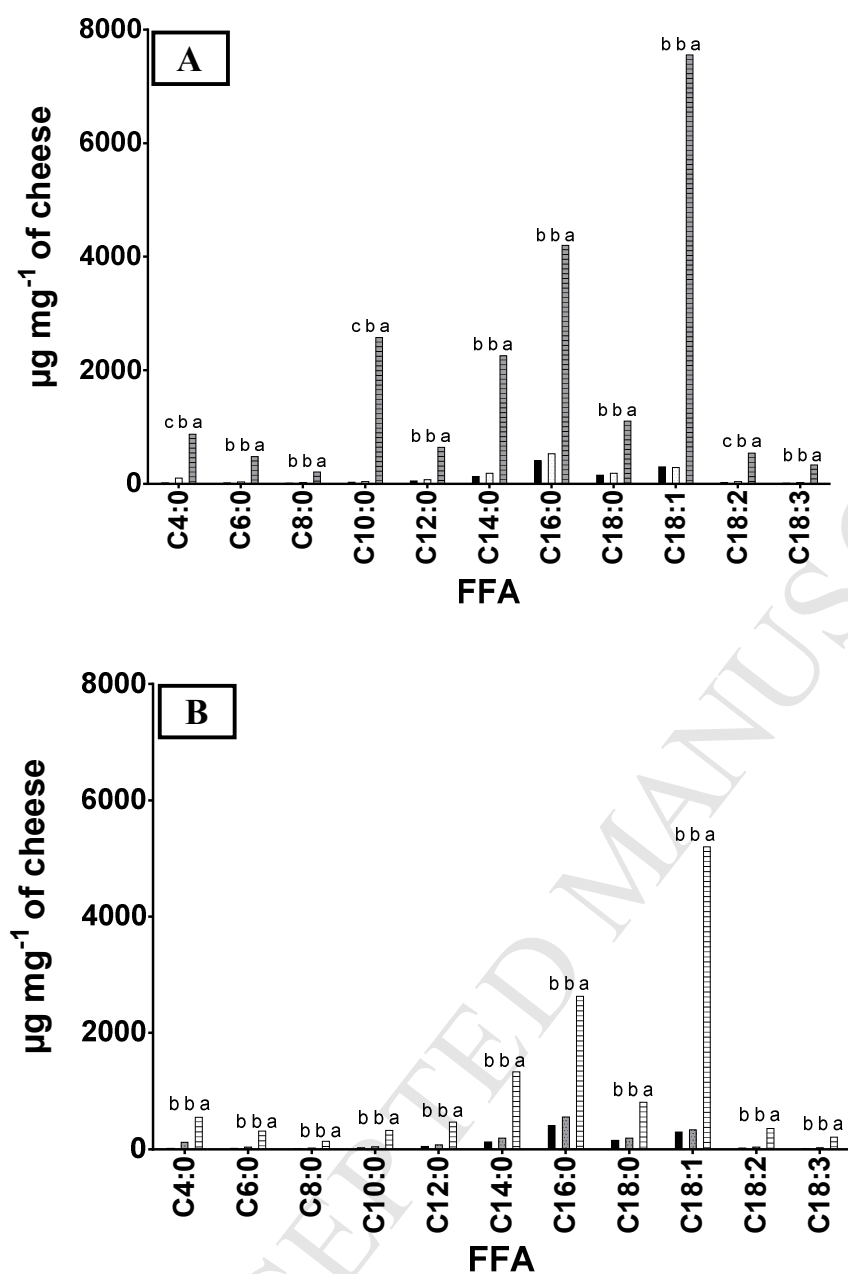 A
8000
6000
4000
2000
0
µg mg-1 of cheese
c b a
b b a
b b a
c b a
b b a
b b a
b b a
b b a
b b a
c b a
b b a
C4:0
C6:0
C8:0
C10:0
C12:0
C14:0
C16:0
C18:0
C18:1
C18:2
C18:3
FFA
B
8000
6000
4000
2000
0
µg mg-1 of cheese
b b a
b b a
b b a
b b a
b b a
b b a
b b a
b b a
b b a
b b a
b b a
C4:0
C6:0
C8:0
C10:0
C12:0
C14:0
C16:0
C18:0
C18:1
C18:2
C18:3
FFA